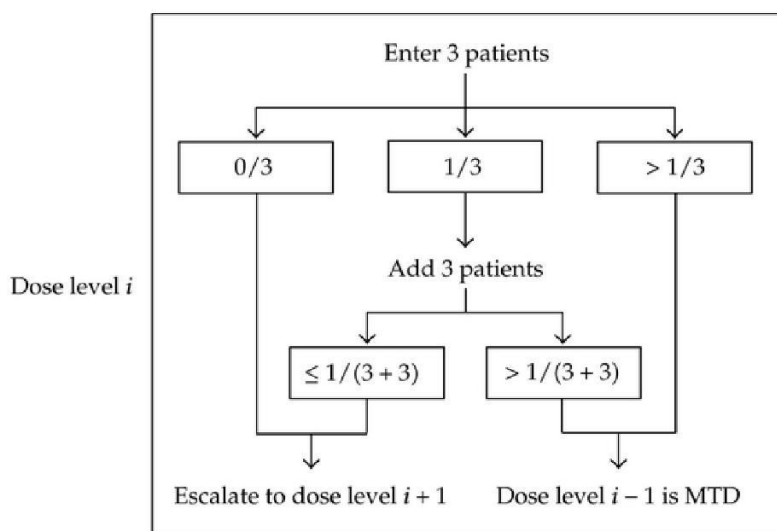 Enter 3 patients
0/3
1/3
> 1/3
Dose level i
Add 3 patients
≤ 1/(3 + 3)
> 1/(3 + 3)
Escalate to dose level i + 1
Dose level i − 1 is MTD